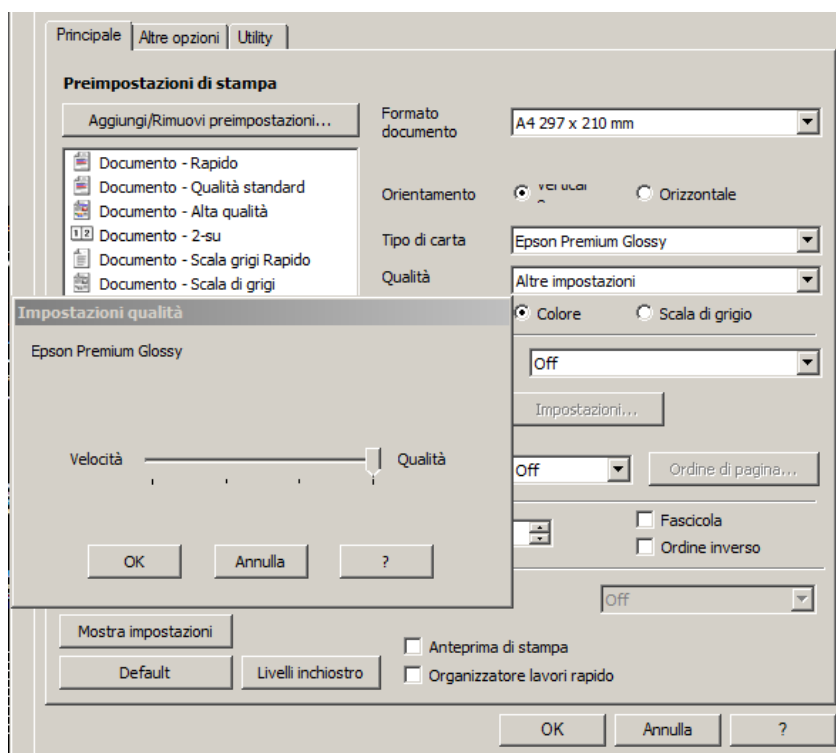 Principale Altre opzioni Utility
Preimpostazioni di stampa
Aggiungi/Rimuovi preimpostazioni...
Documento - Rapido
Documento - Qualità standard
Documento - Alta qualità
Documento - 2-su
Documento - Scala grigi Rapido
Documento - Scala di grigi
Formato
documento
A4 297 x 210 mm
Orientamento
Orizzontale
Tipo di carta
Epson Premium Glossy
Qualità
Altre impostazioni
Colore
Scala di grigio
Off
Impostazioni...
Off
Ordine di pagina...
Fascicola
Ordine inverso
Off
Impostazioni qualità
Epson Premium Glossy
Velocità
Qualità
OK Annulla ?
Mostra impostazioni
Default Livelli inchiostro
Anteprima di stampa
Organizzatore lavori rapido
OK Annulla ?